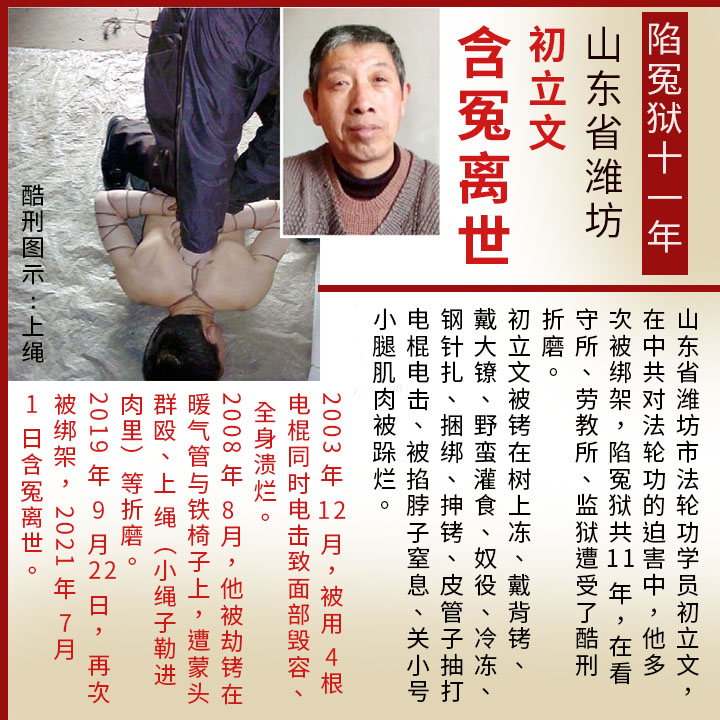 陷冤狱十一年
山东省潍坊
初立文
含冤离世
酷刑图示：上绳
山东省潍坊市法轮功学员初立文，
在中共对法轮功的迫害中，他多
次被绑架，陷冤狱共11年，在看
守所、劳教所、监狱遭受了酷刑
折磨。
初立文被铐在树上冻、戴背铐、
戴大镣、野蛮灌食、奴役、冷冻、
钢针扎、捆绑、抻铐、皮管子抽打
电棍电击、被掐脖子窒息、关小号
小腿肌肉被跺烂。
2003年12月，被用4根
电棍同时电击致面部毁容、
全身溃烂。
2008年8月，他被劫铐在
暖气管与铁椅子上，遭蒙头
群殴、上绳（小绳子勒进
肉里）等折磨。
2019年9月22日，再次
被绑架，2021年7月
1日含冤离世。